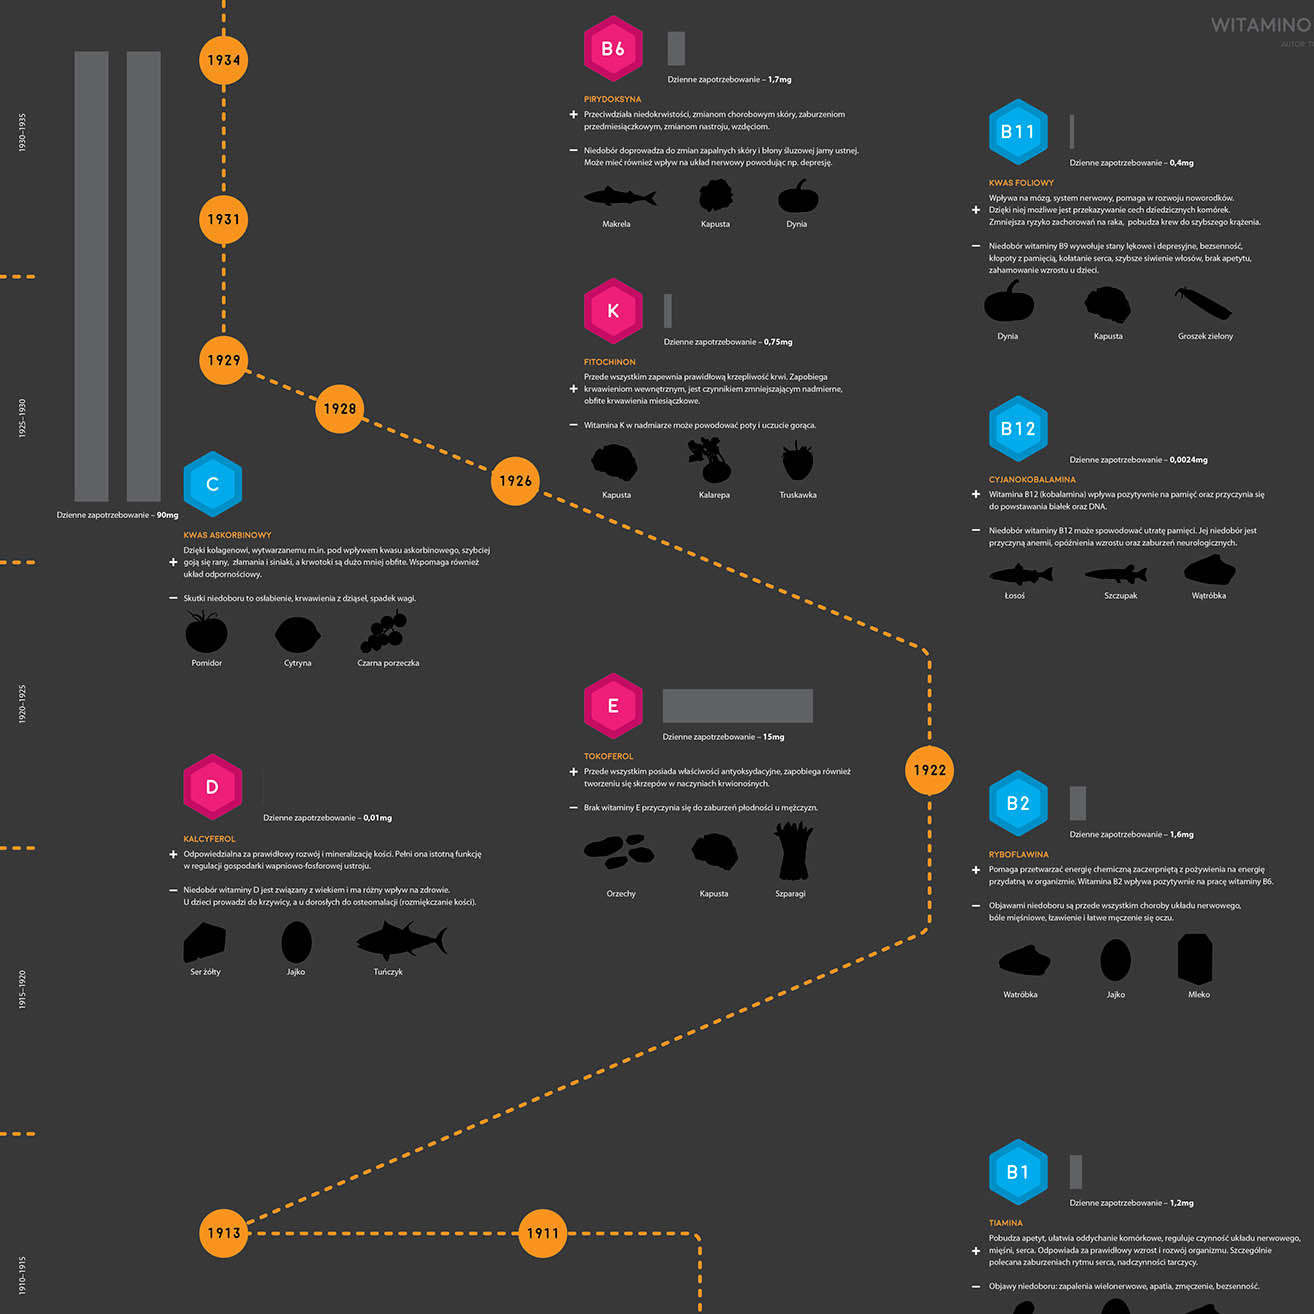 WITAMINO
AUTOR: T
1930–1935
1925–1930
1920–1925
1915–1920
1910–1915
1934
1931
1929
1928
1926
1922
1913
1911
Dzienne zapotrzebowanie – 90mg
C
KWAS ASKORBINOWY
+ Dzięki kolagenowi, wytwarzanemu m.in. pod wpływem kwasu askorbinowego, szybciej
goją się rany, złamania i siniaki, a krwotoki są dużo mniej obfite. Wspomaga również
układ odpornościowy.
– Skutki niedoboru to osłabienie, krwawienia z dziąseł, spadek wagi.
Pomidor Cytryna Czarna porzeczka
D
Dzienne zapotrzebowanie – 0,01mg
KALCYFEROL
+ Odpowiedzialna za prawidłowy rozwój i mineralizację kości. Pełni ona istotną funkcję
w regulacji gospodarki wapniowo-fosforowej ustroju.
– Niedobór witaminy D jest związany z wiekiem i ma różny wpływ na zdrowie.
U dzieci prowadzi do krzywicy, a u dorosłych do osteomalacji (rozmiękczanie kości).
Ser żółty Jajko Tuńczyk
B6
Dzienne zapotrzebowanie – 1,7mg
PIRYDOKSYNA
+ Przeciwdziała niedokrwistości, zmianom chorobowym skóry, zaburzeniom
przedmiesiączkowym, zmianom nastroju, wzdęciom.
– Niedobór doprowadza do zmian zapalnych skóry i błony śluzowej jamy ustnej.
Może mieć również wpływ na układ nerwowy powodując np. depresję.
Makrela Kapusta Dynia
K
Dzienne zapotrzebowanie – 0,75mg
FITOCHINON
Przede wszystkim zapewnia prawidłową krzepliwość krwi. Zapobiega
+ krwawieniom wewnętrznym, jest czynnikiem zmniejszającym nadmierne,
obfite krwawienia miesiączkowe.
– Witamina K w nadmiarze może powodować poty i uczucie gorąca.
Kapusta Kalarepa Truskawka
E
Dzienne zapotrzebowanie – 15mg
TOKOFEROL
+ Przede wszystkim posiada właściwości antyoksydacyjne, zapobiega również
tworzeniu się skrzepów w naczyniach krwionośnych.
– Brak witaminy E przyczynia się do zaburzeń płodności u mężczyzn.
Orzechy Kapusta Szparagi
B11
Dzienne zapotrzebowanie – 0,4mg
KWAS FOLIOWY
Wpływa na mózg, system nerwowy, pomaga w rozwoju noworodków.
+ Dzięki niej możliwe jest przekazywanie cech dziedzicznych komórek.
Zmniejsza ryzyko zachorowań na raka, pobudza krew do szybszego krążenia.
– Niedobór witaminy B9 wywołuje stany lękowe i depresyjne, bezsenność,
kłopoty z pamięcią, kołatanie serca, szybsze siwienie włosów, brak apetytu,
zahamowanie wzrostu u dzieci.
Dynia Kapusta Groszek zielony
B12
Dzienne zapotrzebowanie – 0,0024mg
CYJANOKOBALAMINA
+ Witamina B12 (kobalamina) wpływa pozytywnie na pamięć oraz przyczynia się
do powstawania białek oraz DNA.
– Niedobór witaminy B12 może spowodować utratę pamięci. Jej niedobór jest
przyczyną anemii, opóźnienia wzrostu oraz zaburzeń neurologicznych.
Łosoś Szczupak Wątróbka
B2
Dzienne zapotrzebowanie – 1,6mg
RYBOFLAWINA
+ Pomaga przetwarzać energię chemiczną zaczerpniętą z pożywienia na energię
przydatną w organizmie. Witamina B2 wpływa pozytywnie na pracę witaminy B6.
– Objawami niedoboru są przede wszystkim choroby układu nerwowego,
bóle mięśniowe, łzawienie i łatwe męczenie się oczu.
Watróbka Jajko Mleko
B1
Dzienne zapotrzebowanie – 1,2mg
TIAMINA
Pobudza apetyt, ułatwia oddychanie komórkowe, reguluje czynność układu nerwowego,
+ mięśni, serca. Odpowiada za prawidłowy wzrost i rozwój organizmu. Szczególnie
polecana zaburzeniach rytmu serca, nadczynności tarczycy.
– Objawy niedoboru: zapalenia wielonerwowe, apatia, zmęczenie, bezsenność.